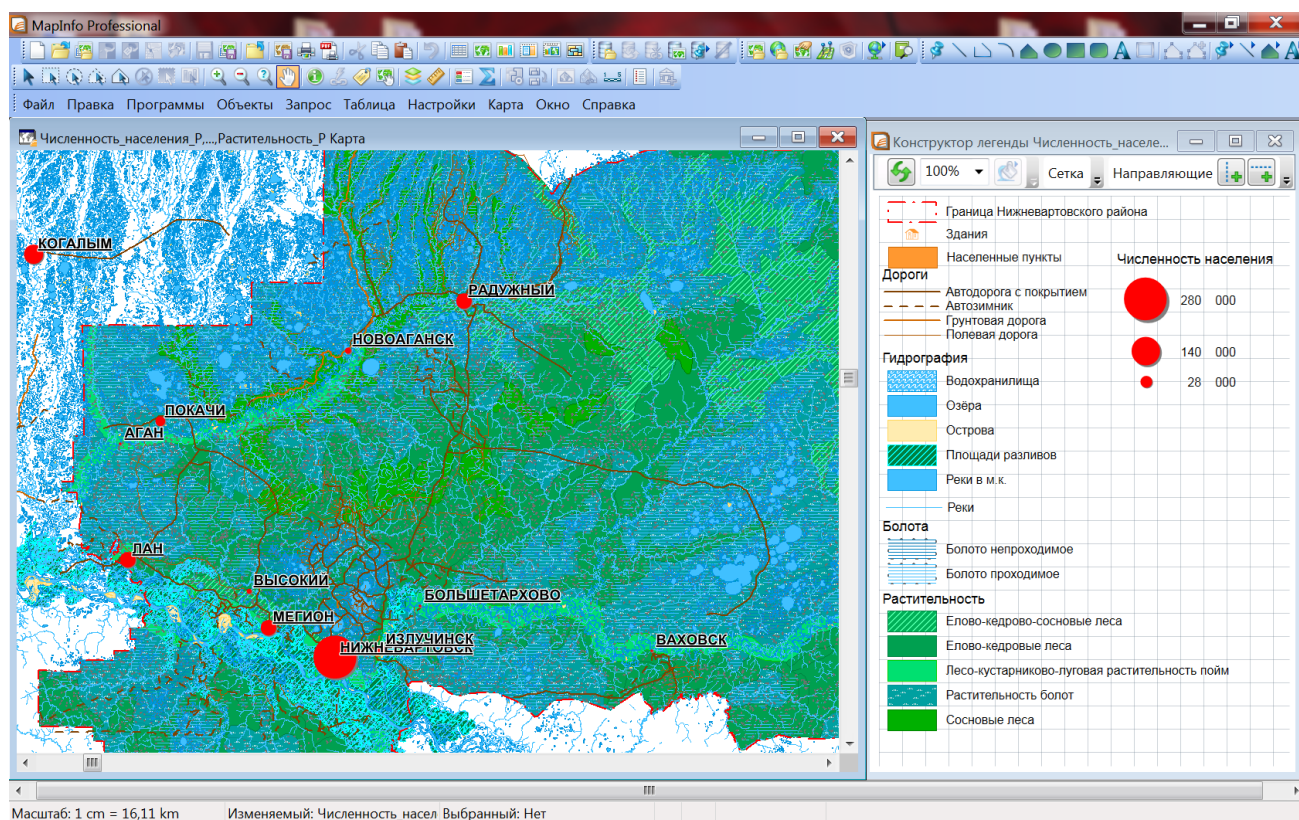 MapInfo Professional
Файл Правка Программы Объекты Запрос Таблица Настройки Карта Окно Справка
Численность_населения_Р,...,Растительность_Р Карта
КОГАЛЫМ
РАДУЖНЫЙ
НОВОАГАНСК
ПОКАЧИ
АГАН
ЛАН
ВЫСОКИЙ
БОЛЬШЕТАРХОВО
МЕГИОН
ИЗЛУЧИНСК
НИЖНЕВАРТОВСК
ВАХОВСК
Конструктор легенды Численность_населе...
100% Сетка Направляющие
Граница Нижневартовского района
Здания
Населенные пункты
Дороги
Автодорога с покрытием
Автозимник
Грунтовая дорога
Полевая дорога
Гидрография
Водохранилища
Озёра
Острова
Площади разливов
Реки в м.к.
Реки
Болота
Болото непроходимое
Болото проходимое
Растительность
Елово-кедрово-сосновые леса
Елово-кедровые леса
Лесо-кустарниково-луговая растительность пойм
Растительность болот
Сосновые леса
Численность населения
280 000
140 000
28 000
Масштаб: 1 cm = 16,11 km Изменяемый: Численность_насел Выбранный: Нет